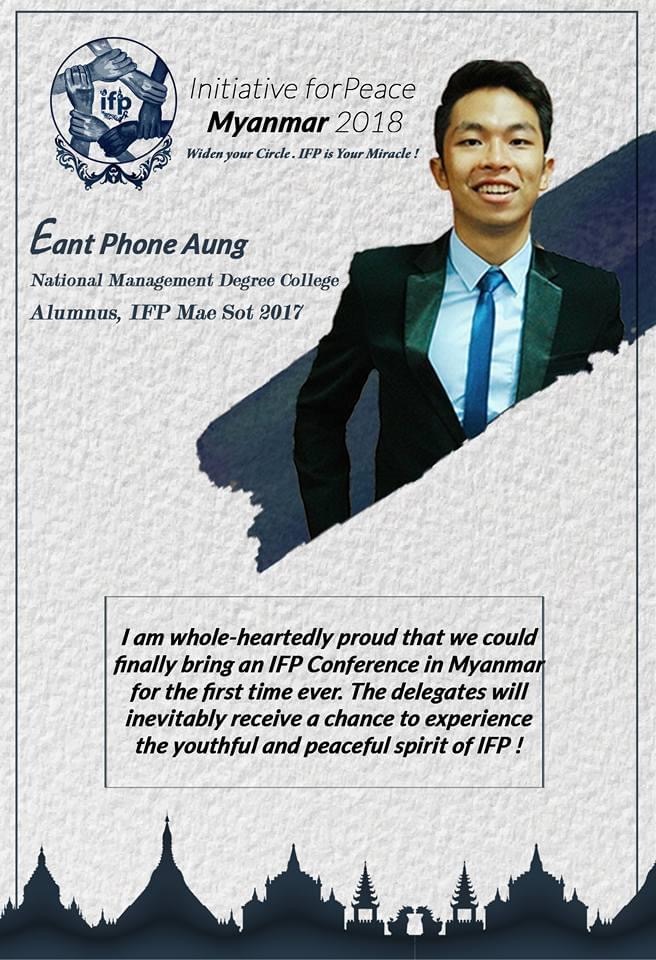 ifp
Initiative forPeace
Myanmar 2018
Widen your Circle. IFP is Your Miracle !
Eant Phone Aung
National Management Degree College
Alumnus, IFP Mae Sot 2017
I am whole-heartedly proud that we could
finally bring an IFP Conference in Myanmar
for the first time ever. The delegates will
inevitably receive a chance to experience
the youthful and peaceful spirit of IFP !